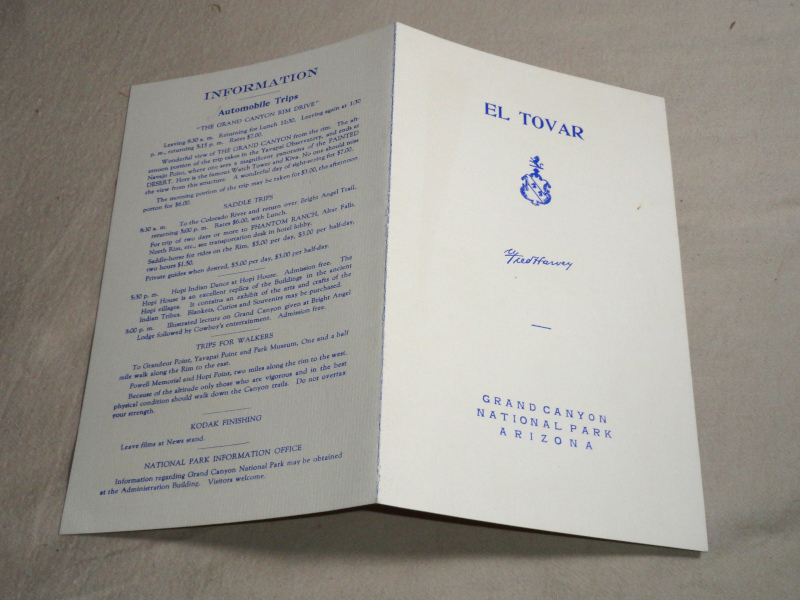 INFORMATION
Automobile Trips
"THE GRAND CANYON RIM DRIVE"
Leaving 9:30 a. m. Returning for Lunch 12:30. Leaving again at 1:30
p. m., returning 5:15 p. m. Rates $7.00.
Wonderful view of THE GRAND CANYON from the rim. The aft-
ernoon portion of the trip takes in the Yavapai Observatory, and ends at
Navajo Point, where one sees a magnificent panorama of the PAINTED
DESERT. Here is the famous Watch Tower and Kiva. No one should miss
the view from this structure. A wonderful day of sight-seeing for $7.00.
The morning portion of the trip may be taken for $3.00, the afternoon
portion for $6.00.
SADDLE TRIPS
8:30 a. m. To the Colorado River and return over Bright Angel Trail,
returning 5:00 p. m. Rates $6.00, with Lunch.
For trip of two days or more to PHANTOM RANCH, Altar Falls,
North Rim, etc., see transportation desk in hotel lobby.
Saddle-horse for rides on the Rim, $5.00 per day, $3.00 per half-day,
two hours $1.50.
Private guides when desired, $5.00 per day, $3.00 per half-day.
5:30 p. m. Hopi Indian Dance at Hopi House. Admission free. The
Hopi House is an excellent replica of the Buildings in the ancient
Hopi villages. It contains an exhibit of the arts and crafts of the
Indian Tribes. Blankets, Curios and Souvenirs may be purchased.
8:00 p. m. Illustrated lecture on Grand Canyon given at Bright Angel
Lodge followed by Cowboy's entertainment. Admission free.
TRIPS FOR WALKERS
To Grandeur Point, Yavapai Point and Park Museum, One and a half
mile walk along the Rim to the east.
Powell Memorial and Hopi Point, two miles along the rim to the west.
Because of the altitude only those who are vigorous and in the best
physical condition should walk down the Canyon trails. Do not overtax
your strength.
KODAK FINISHING
Leave films at News stand.
NATIONAL PARK INFORMATION OFFICE
Information regarding Grand Canyon National Park may be obtained
at the Administration Building. Visitors welcome.
EL TOVAR
Fred Harvey
GRAND CANYON
NATIONAL PARK
ARIZONA